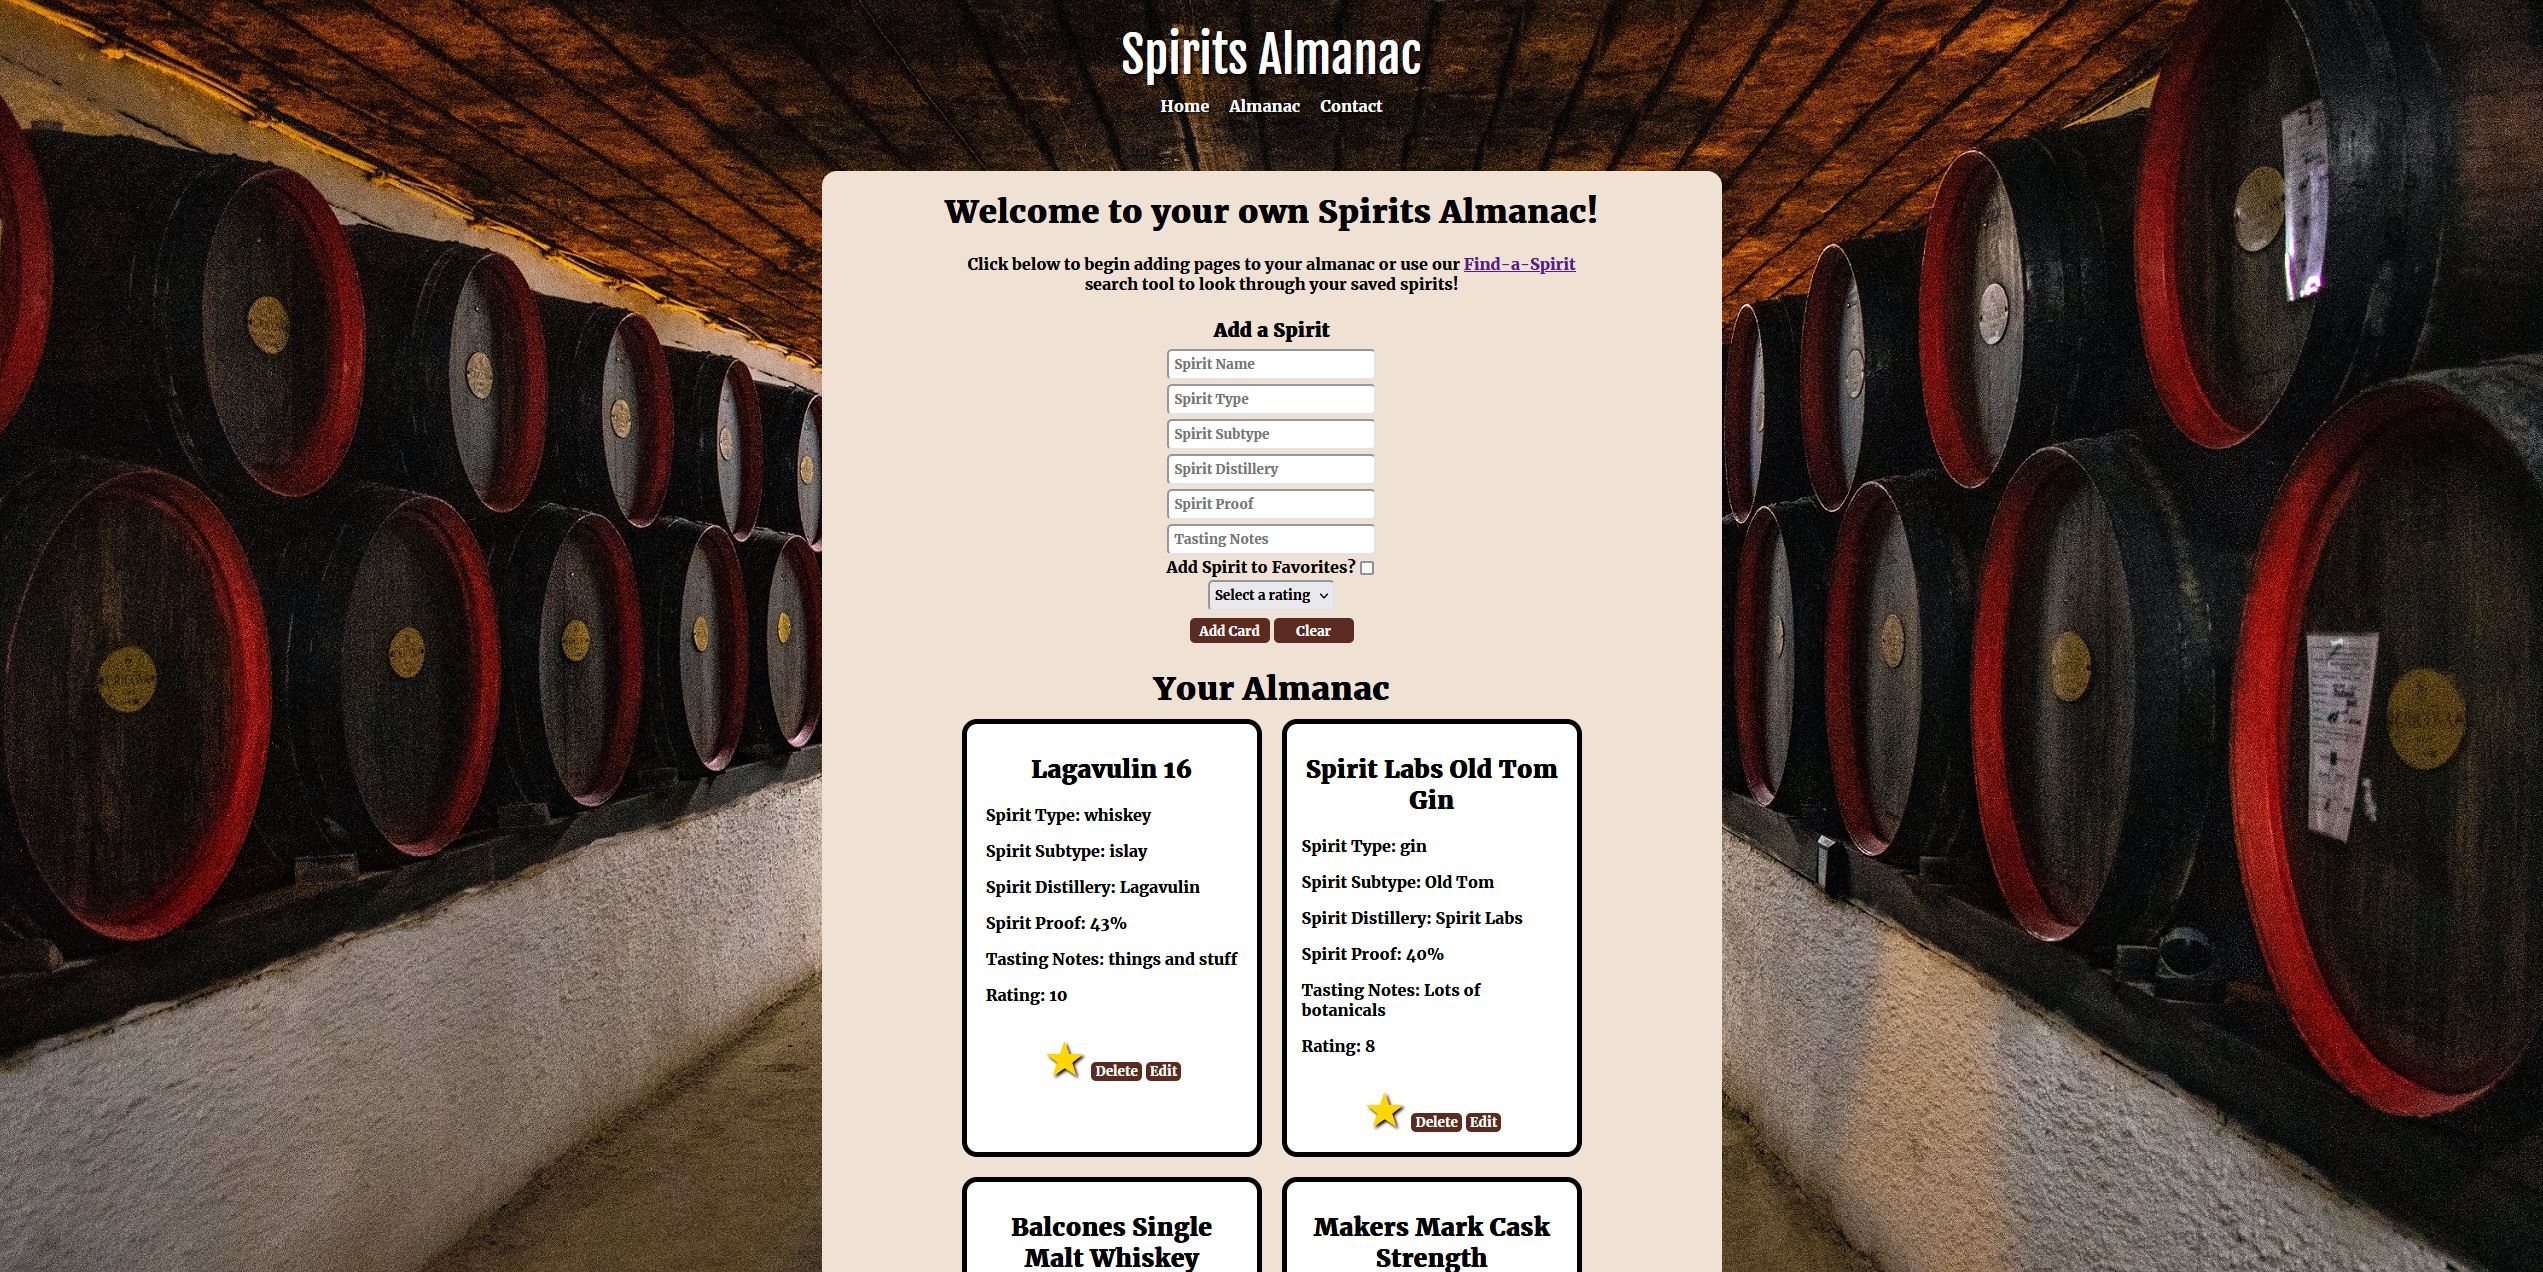 Spirits Almanac
Home Almanac Contact
Welcome to your own Spirits Almanac!
Click below to begin adding pages to your almanac or use our Find-a-Spirit
search tool to look through your saved spirits!
Add a Spirit
Spirit Name
Spirit Type
Spirit Subtype
Spirit Distillery
Spirit Proof
Tasting Notes
Add Spirit to Favorites?
Select a rating
Add Card Clear
Your Almanac
Lagavulin 16
Spirit Type: whiskey
Spirit Subtype: islay
Spirit Distillery: Lagavulin
Spirit Proof: 43%
Tasting Notes: things and stuff
Rating: 10
Delete Edit
Spirit Labs Old Tom
Gin
Spirit Type: gin
Spirit Subtype: Old Tom
Spirit Distillery: Spirit Labs
Spirit Proof: 40%
Tasting Notes: Lots of
botanicals
Rating: 8
Delete Edit
Balcones Single
Malt Whiskey
Makers Mark Cask
Strength